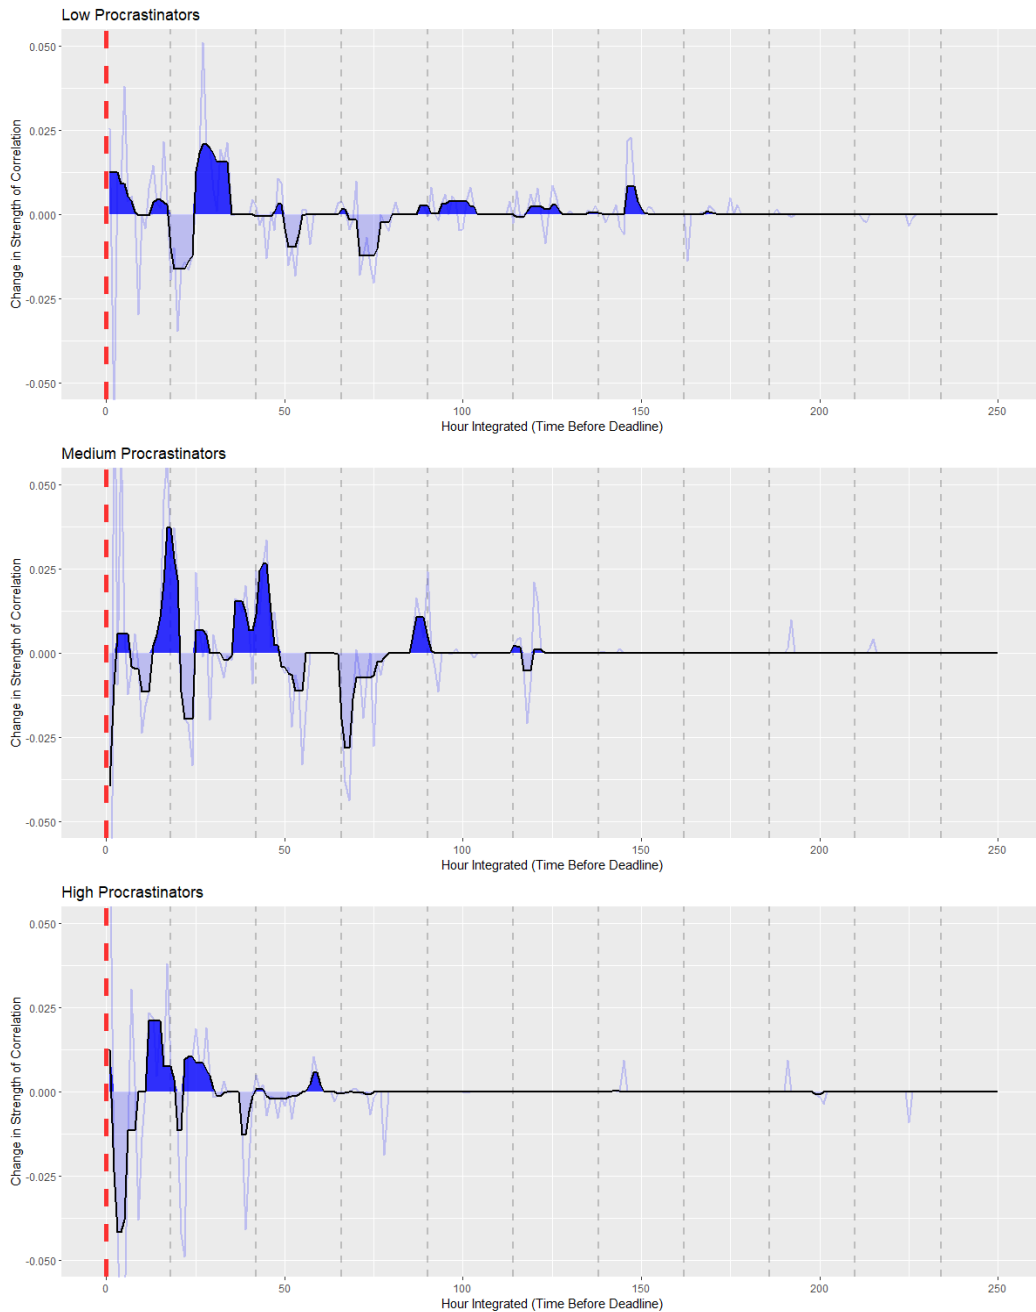 Low Procrastinators
0.050
0.025
0.000
-0.025
-0.050
Change in Strength of Correlation
0 50 100 150 200 250
Hour Integrated (Time Before Deadline)
Medium Procrastinators
0.050
0.025
0.000
-0.025
-0.050
Change in Strength of Correlation
0 50 100 150 200 250
Hour Integrated (Time Before Deadline)
High Procrastinators
0.050
0.025
0.000
-0.025
-0.050
Change in Strength of Correlation
0 50 100 150 200 250
Hour Integrated (Time Before Deadline)